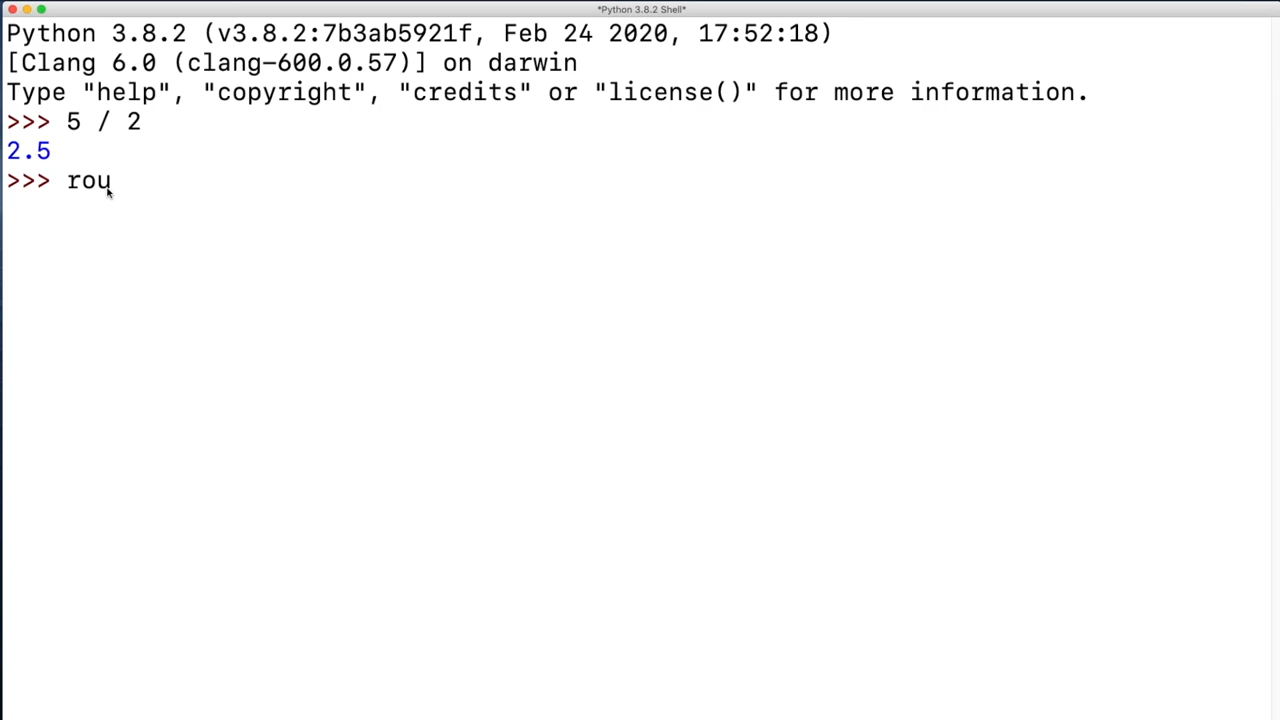 *Python 3.8.2 Shell*
Python 3.8.2 (v3.8.2:7b3ab5921f, Feb 24 2020, 17:52:18)
[Clang 6.0 (clang-600.0.57)] on darwin
Type "help", "copyright", "credits" or "license()" for more information.
>>> 5 / 2
2.5
>>> rou